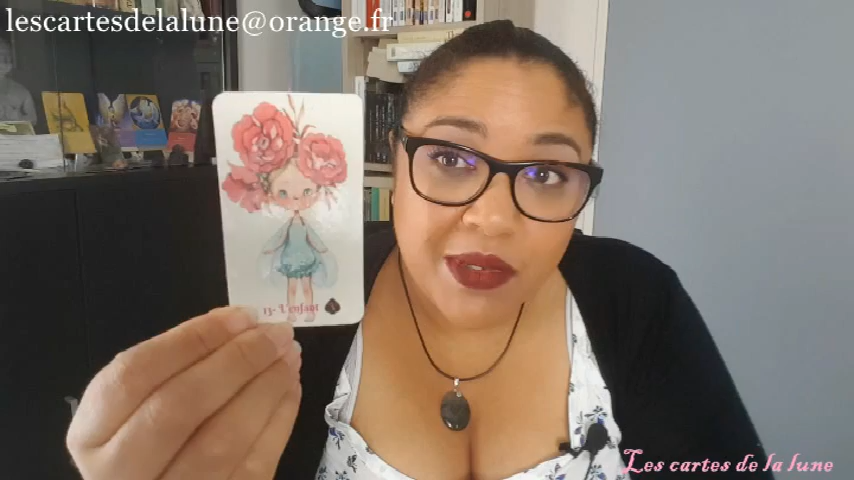 lescartesdelalune@orange.fr
13- L'enfant
Les cartes de la lune